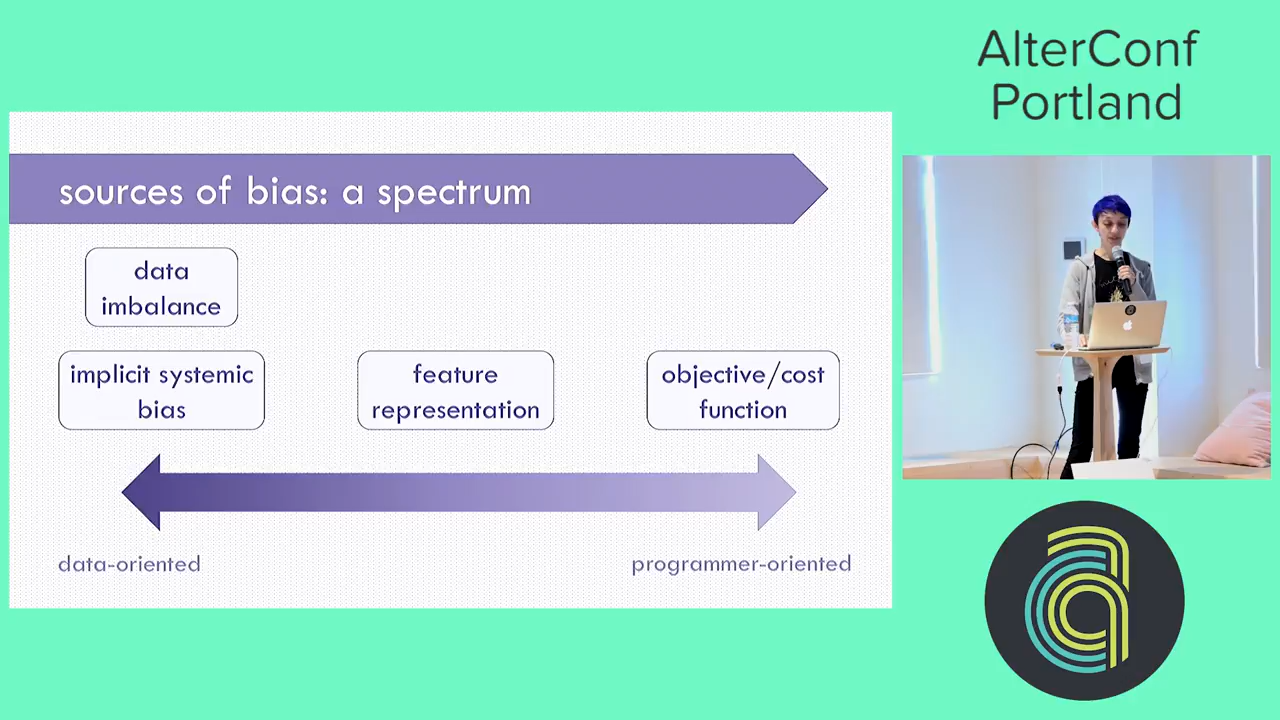 AlterConf
Portland
sources of bias: a spectrum
data
imbalance
implicit systemic
bias
feature
representation
objective/cost
function
data-oriented
programmer-oriented